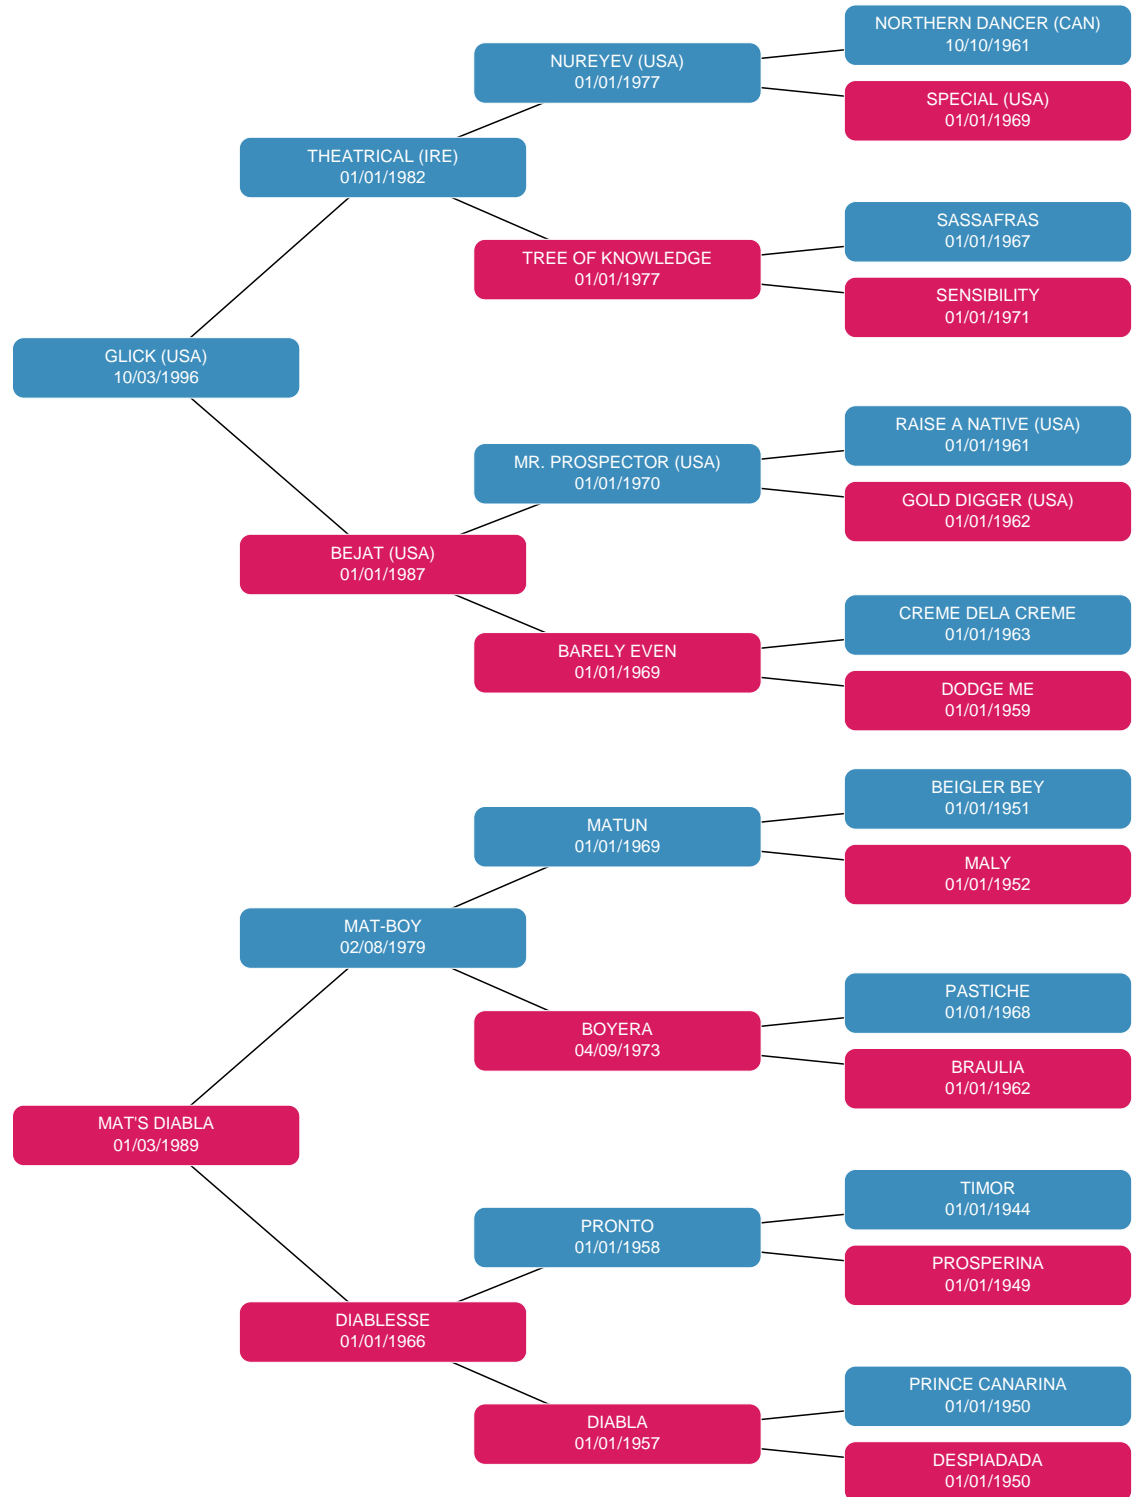 NORTHERN DANCER (CAN)
10/10/1961
NUREYEV (USA)
01/01/1977
SPECIAL (USA)
01/01/1969
THEATRICAL (IRE)
01/01/1982
SASSAFRAS
01/01/1967
TREE OF KNOWLEDGE
01/01/1977
SENSIBILITY
01/01/1971
GLICK (USA)
10/03/1996
RAISE A NATIVE (USA)
01/01/1961
MR. PROSPECTOR (USA)
01/01/1970
GOLD DIGGER (USA)
01/01/1962
BEJAT (USA)
01/01/1987
CREME DELA CREME
01/01/1963
BARELY EVEN
01/01/1969
DODGE ME
01/01/1959
BEIGLER BEY
01/01/1951
MATUN
01/01/1969
MALY
01/01/1952
MAT-BOY
02/08/1979
PASTICHE
01/01/1968
BOYERA
04/09/1973
BRAULIA
01/01/1962
MAT'S DIABLA
01/03/1989
TIMOR
01/01/1944
PRONTO
01/01/1958
PROSPERINA
01/01/1949
DIABLESSE
01/01/1966
PRINCE CANARINA
01/01/1950
DIABLA
01/01/1957
DESPIADADA
01/01/1950